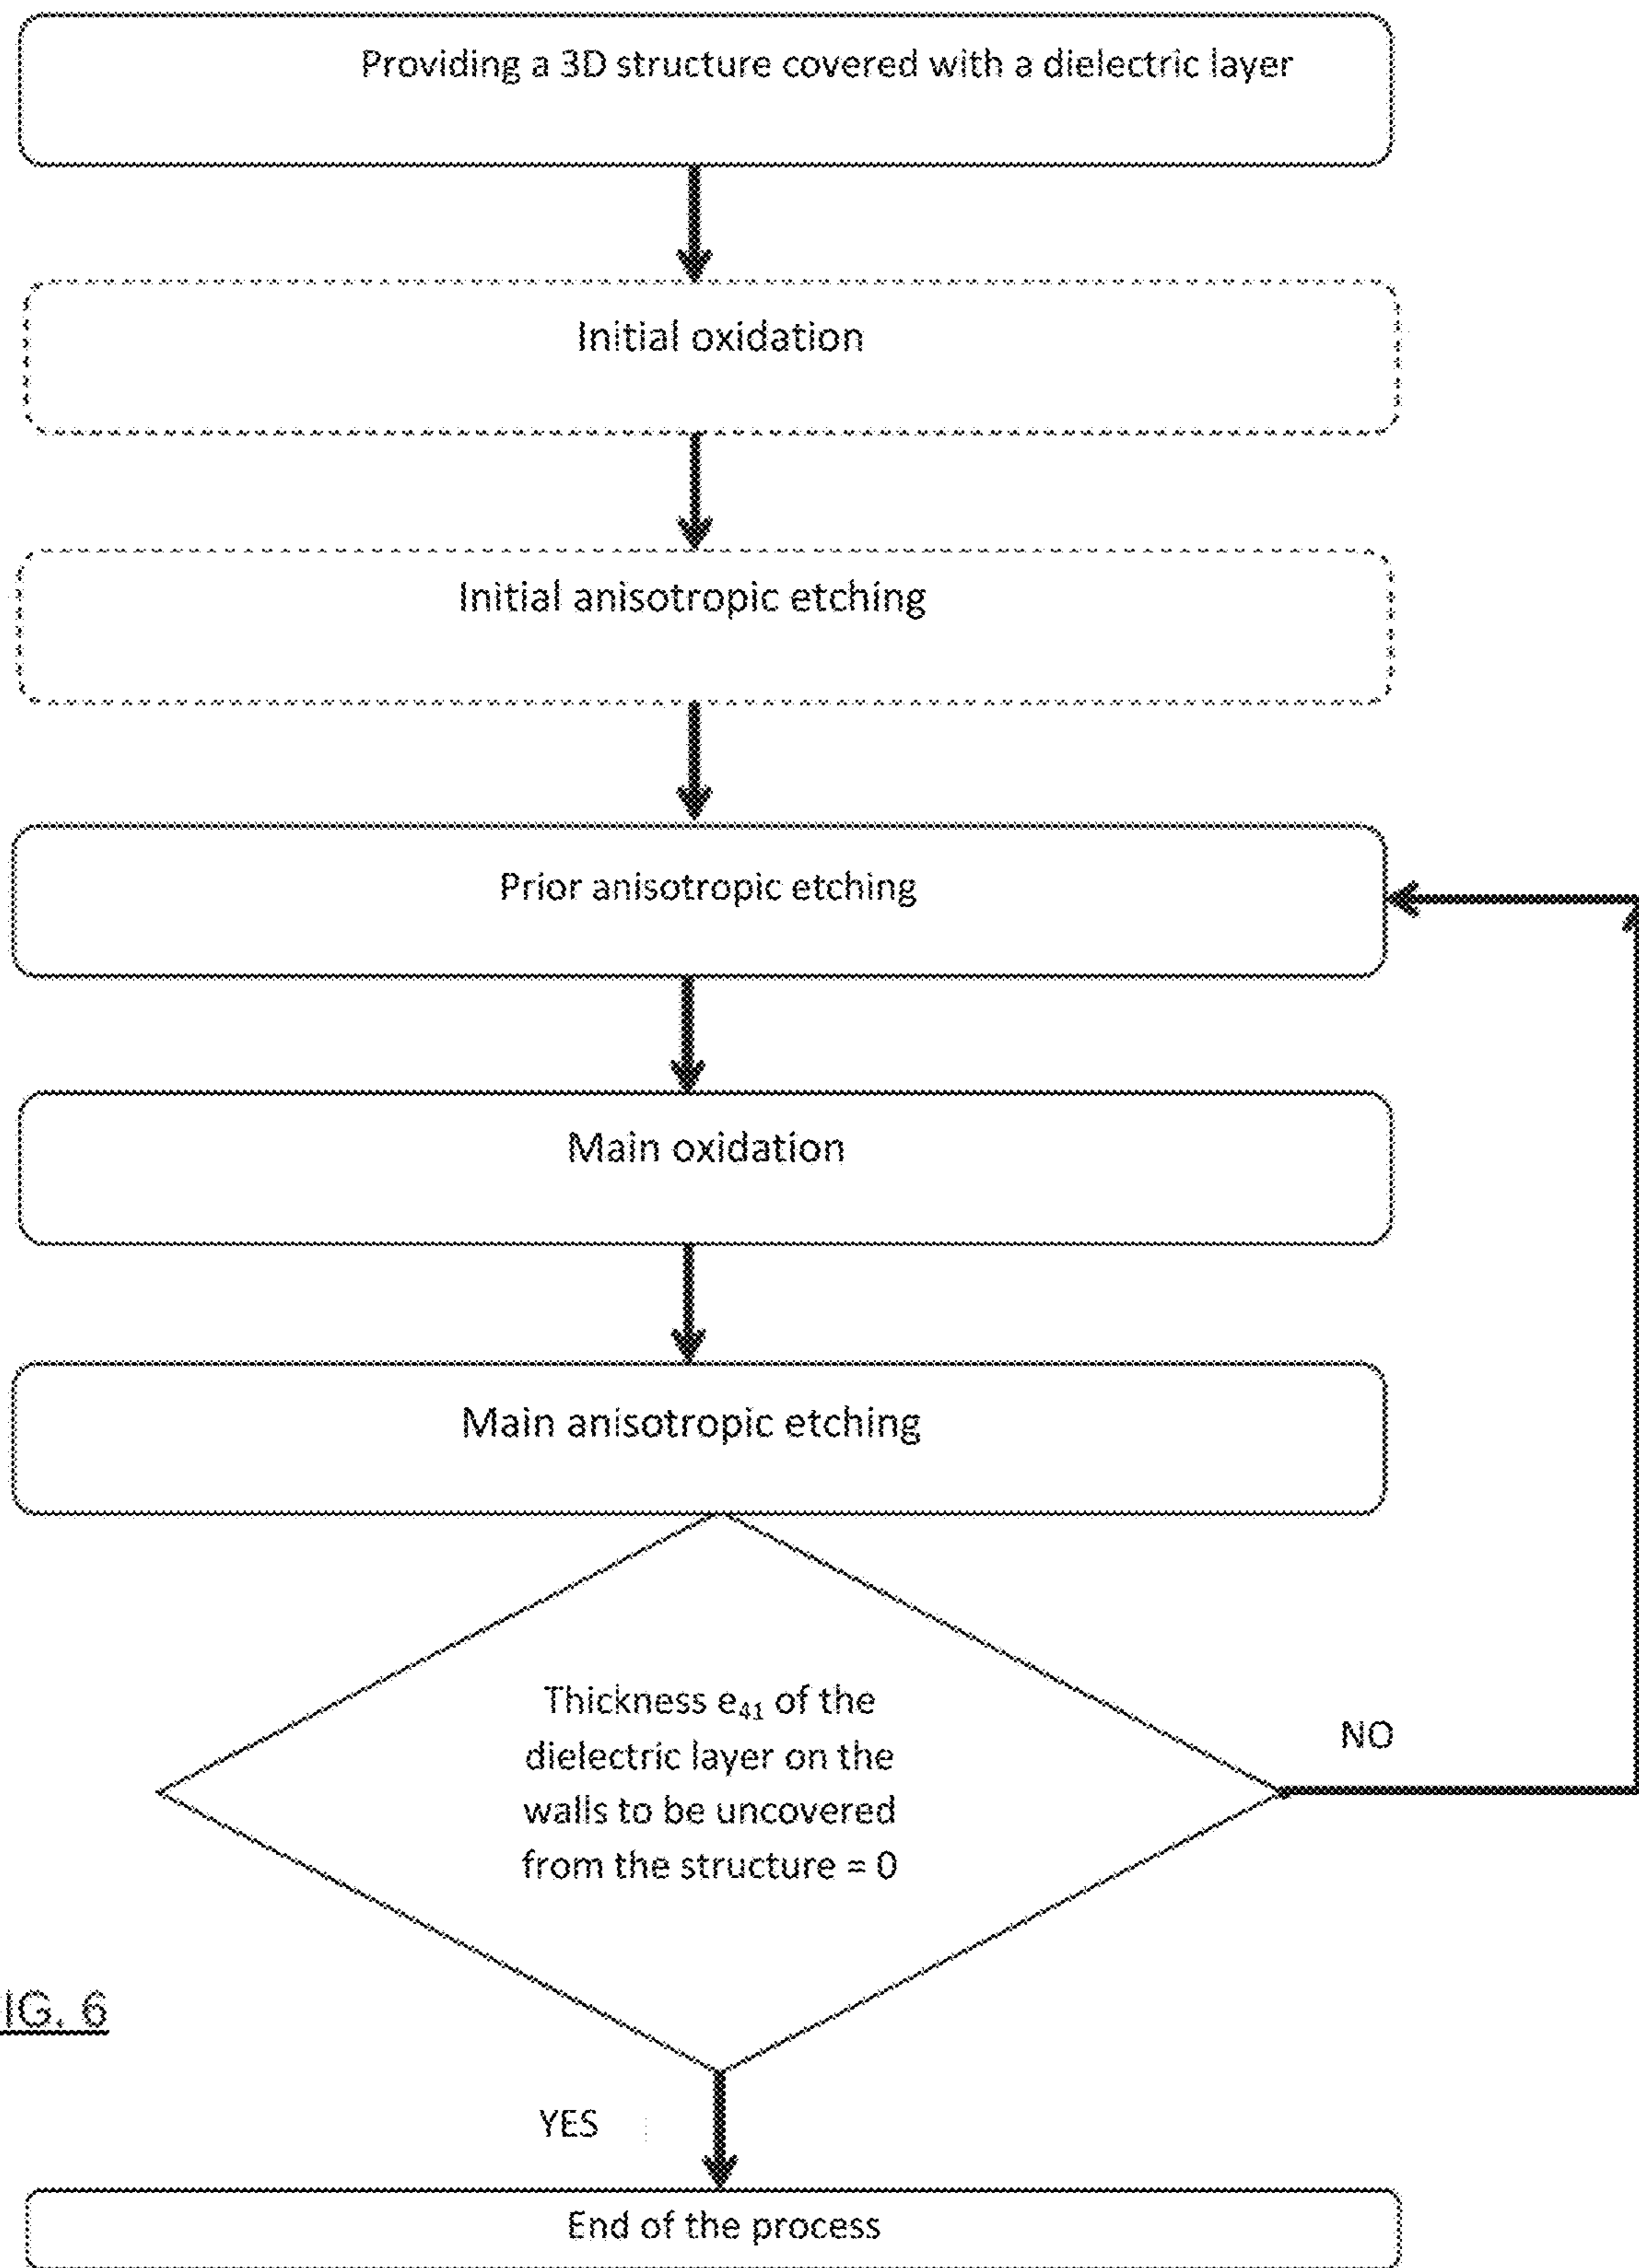 Providing a 3D structure covered with a dielectric layer
Initial oxidation
Initial anisotropic etching
Prior anisotropic etching
Main oxidation
Main anisotropic etching
Thickness e₄₁ of the
dielectric layer on the
walls to be uncovered
from the structure = 0
NO
IG. 6
YES
End of the process